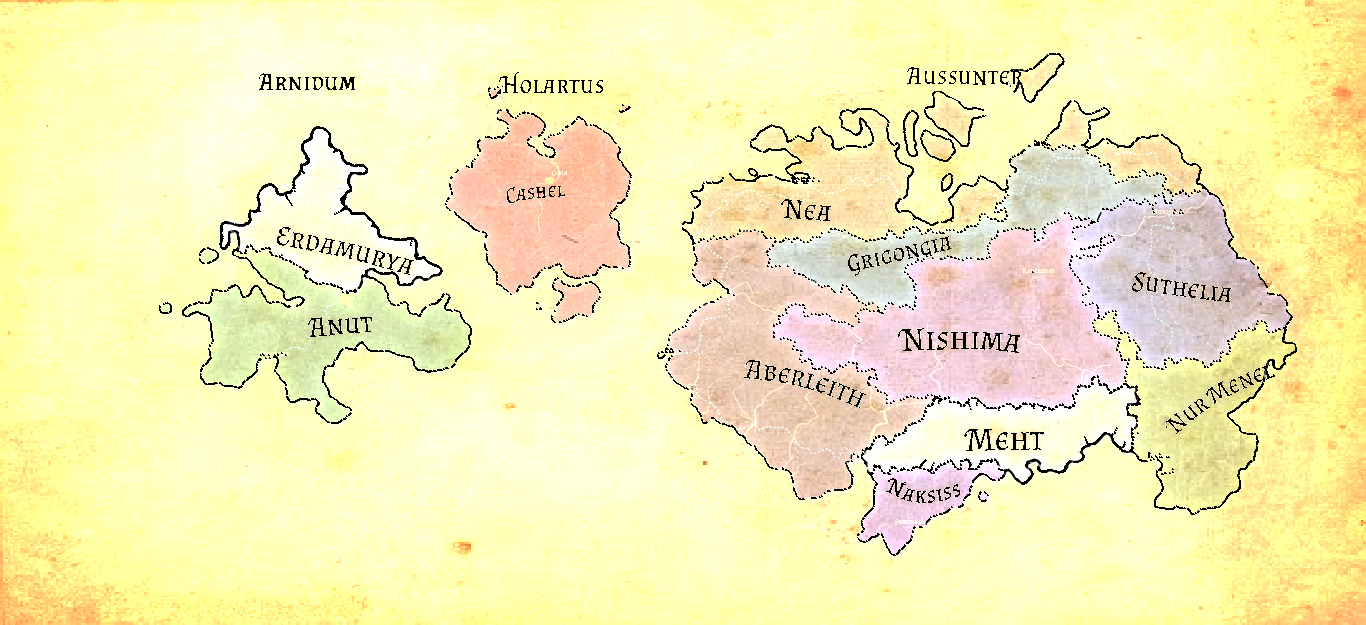 Arnidum
Holartus
Aussunter
Cashel
Nea
Erdamurya
Grigongia
Suthelia
Anut
Nishima
Aberleith
Nur Menel
Meht
Naksiss